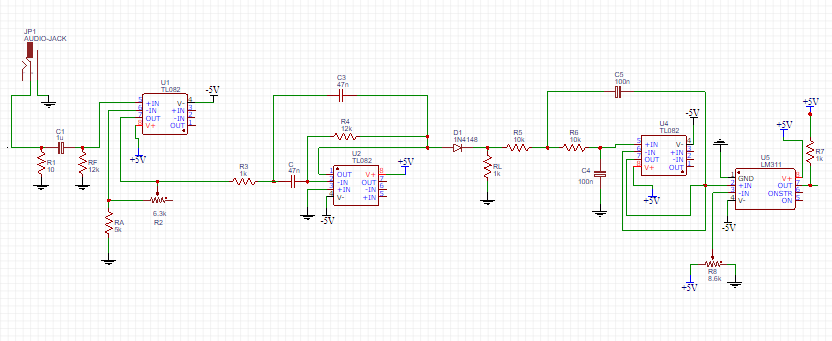 JP1
AUDIO-JACK
C1
1u
R1
10
RF
12k
U1
TL082
+IN
-IN
OUT
V+
V-
+IN
-IN
OUT
-5V
+5V
6.3k
R2
RA
5k
R3
1k
C3
47n
R4
12k
C
47n
U2
TL082
OUT
-IN
+IN
V-
V+
OUT
-IN
+IN
+5V
-5V
D1
1N4148
RL
1k
R5
10k
R6
10k
C5
100n
C4
100n
U4
TL082
+IN
-IN
OUT
V+
V-
+IN
-IN
OUT
-5V
+5V
U5
LM311
GND
+IN
-IN
V-
V+
OUT
ONSTR
ON
+5V
+5V
R7
1k
-5V
R8
8.6k
+5V